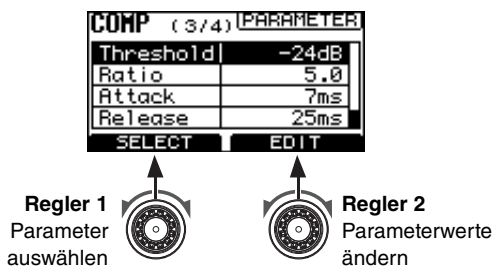 COMP (3/4) PARAMETER
Threshold -24dB
Ratio 5.0
Attack 7ms
Release 25ms
SELECT EDIT
Regler 1
Parameter
auswählen
Regler 2
Parameterwerte
ändern